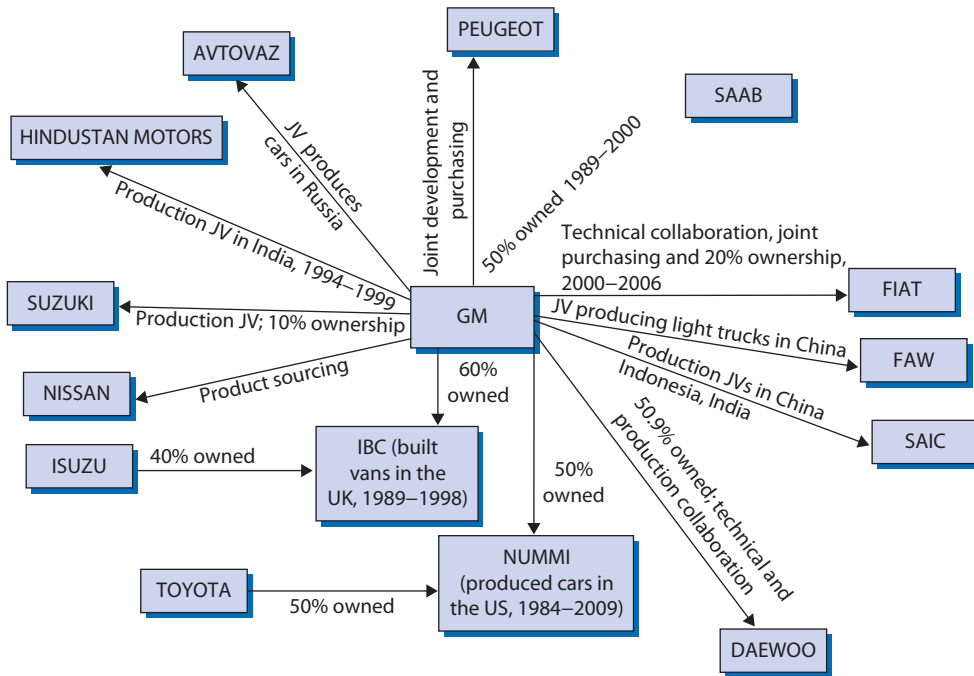 PEUGEOT
AVTOVAZ
SAAB
HINDUSTAN MOTORS
Joint development and
purchasing
JV produces
cars in Russia
50% owned 1989–2000
Production JV in India, 1994–1999
Technical collaboration, joint
purchasing and 20% ownership,
2000–2006
SUZUKI
Production JV; 10% ownership
GM
FIAT
JV producing light trucks in China
FAW
Production JVs in China
Indonesia, India
NISSAN
Product sourcing
60%
owned
SAIC
ISUZU
40% owned
IBC (built
vans in the
UK, 1989–1998)
50%
owned
50.9% owned; technical and
production collaboration
TOYOTA
50% owned
NUMMI
(produced cars in
the US, 1984–2009)
DAEWOO